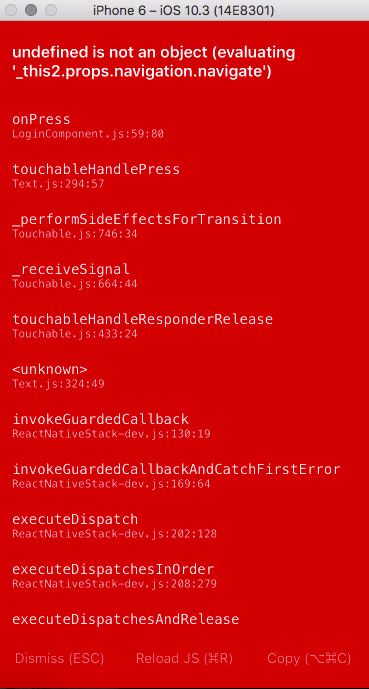 iPhone 6 – iOS 10.3 (14E8301)
undefined is not an object (evaluating
'_this2.props.navigation.navigate')
onPress
LoginComponent.js:59:80
touchableHandlePress
Text.js:294:57
_performSideEffectsForTransition
Touchable.js:746:34
_receiveSignal
Touchable.js:664:44
touchableHandleResponderRelease
Touchable.js:433:24
<unknown>
Text.js:324:49
invokeGuardedCallback
ReactNativeStack-dev.js:130:19
invokeGuardedCallbackAndCatchFirstError
ReactNativeStack-dev.js:169:64
executeDispatch
ReactNativeStack-dev.js:202:128
executeDispatchesInOrder
ReactNativeStack-dev.js:208:279
executeDispatchesAndRelease
Dismiss (ESC) Reload JS (⌘R) Copy (⌥⌘C)